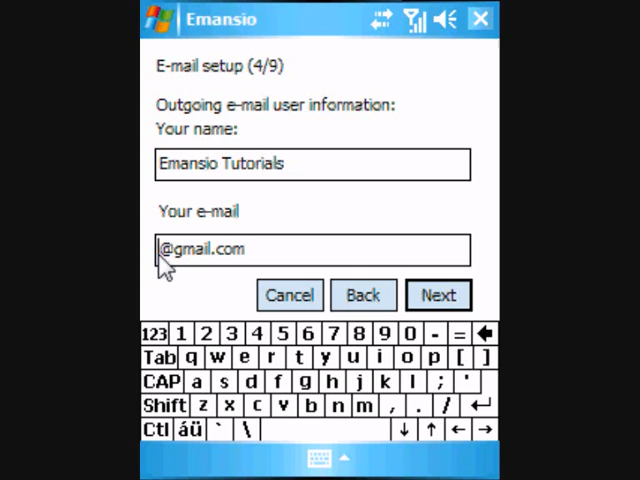 Emansio
E-mail setup (4/9)
Outgoing e-mail user information:
Your name:
Emansio Tutorials
Your e-mail
@gmail.com
Cancel Back Next
123 1 2 3 4 5 6 7 8 9 0 - = ←
Tab q w e r t y u i o p [ ]
CAP a s d f g h j k l ; '
Shift z x c v b n m , . / ↵
Ctl áü ` \ ↓ ↑ ← →